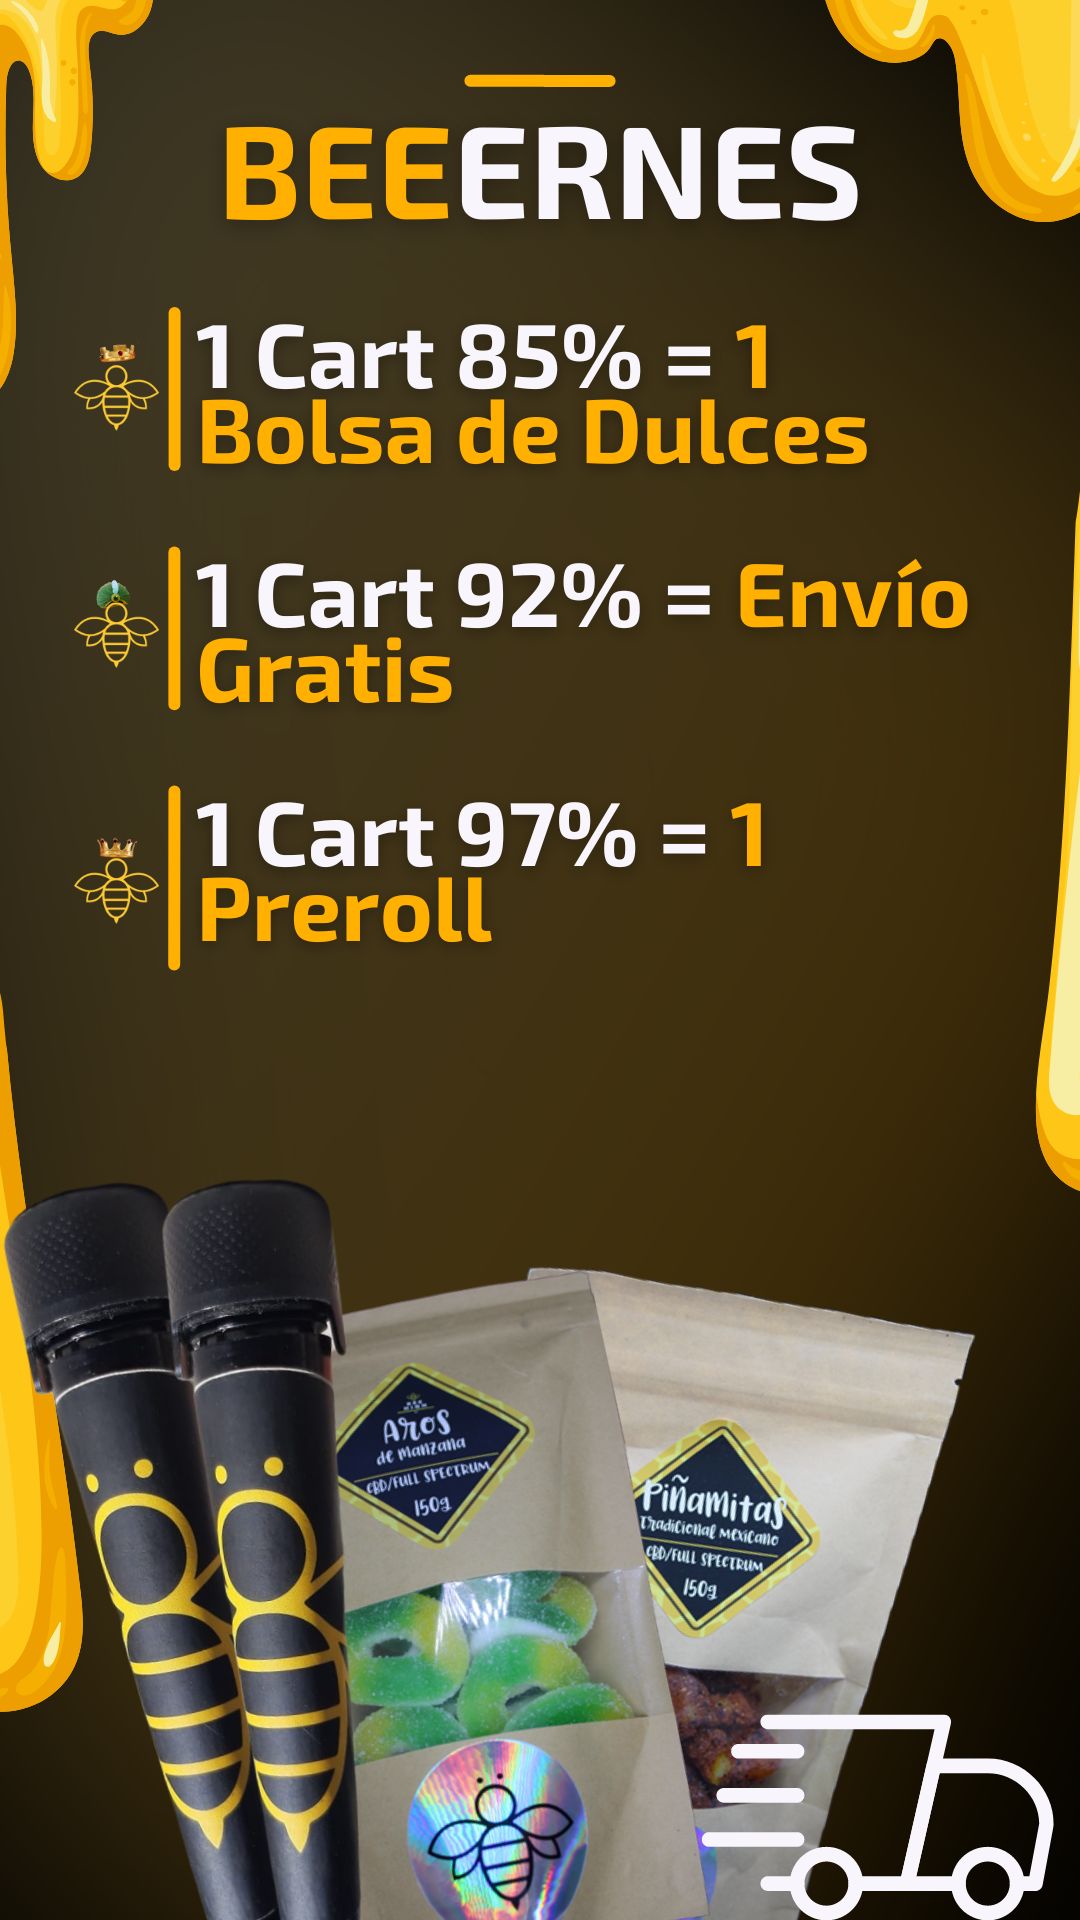 BEEERNES
1 Cart 85% = 1
Bolsa de Dulces
1 Cart 92% = Envío
Gratis
1 Cart 97% = 1
Preroll
Aros
de manzana
CBD/FULL SPECTRUM
150g
Piñamitas
Tradicional mexicano
CBD/FULL SPECTRUM
150g